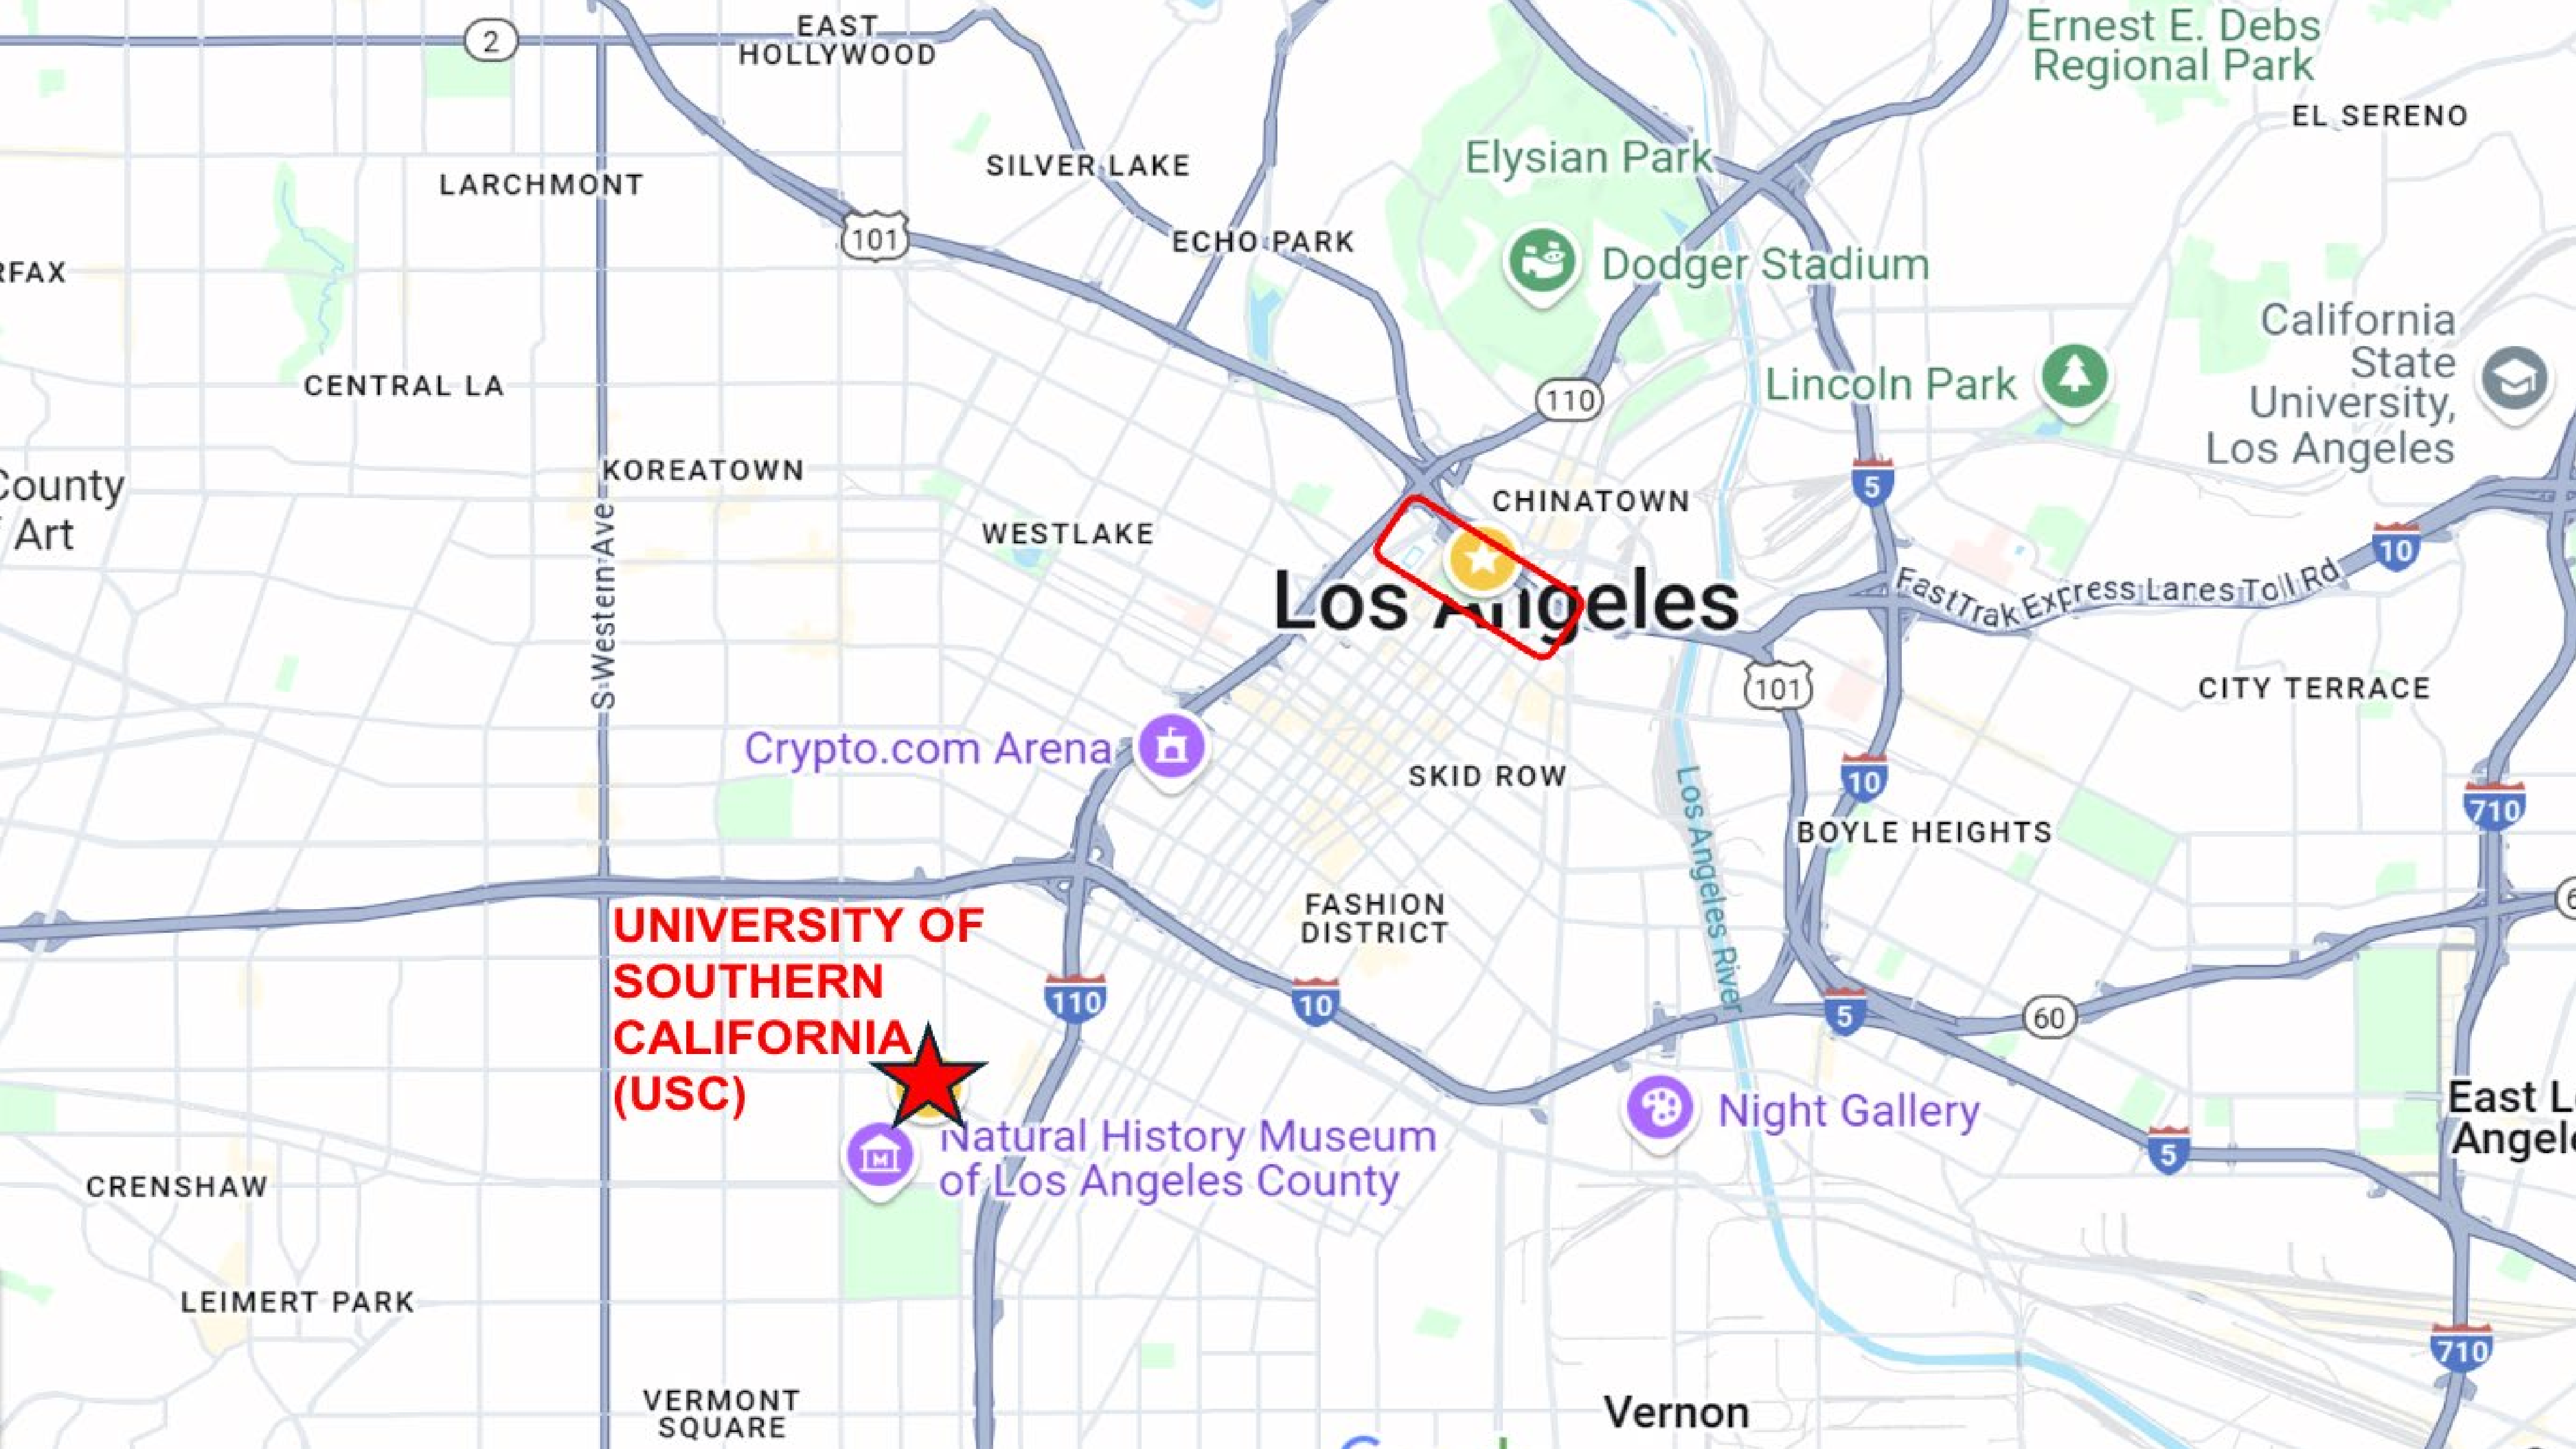 EAST
HOLLYWOOD
2
Ernest E. Debs
Regional Park
EL SERENO
SILVER LAKE
Elysian Park
LARCHMONT
101
ECHO PARK
Dodger Stadium
RFAX
California
State
University,
Los Angeles
CENTRAL LA
110
Lincoln Park
KOREATOWN
5
County
Art
CHINATOWN
WESTLAKE
10
Los Angeles
FastTrak Express Lanes Toll Rd
S Western Ave
101
CITY TERRACE
Crypto.com Arena
SKID ROW
10
710
Los Angeles River
BOYLE HEIGHTS
FASHION
DISTRICT
UNIVERSITY OF
SOUTHERN
CALIFORNIA
(USC)
110
10
5
60
Night Gallery
East L
Angele
Natural History Museum
of Los Angeles County
5
CRENSHAW
LEIMERT PARK
710
VERMONT
SQUARE
Vernon